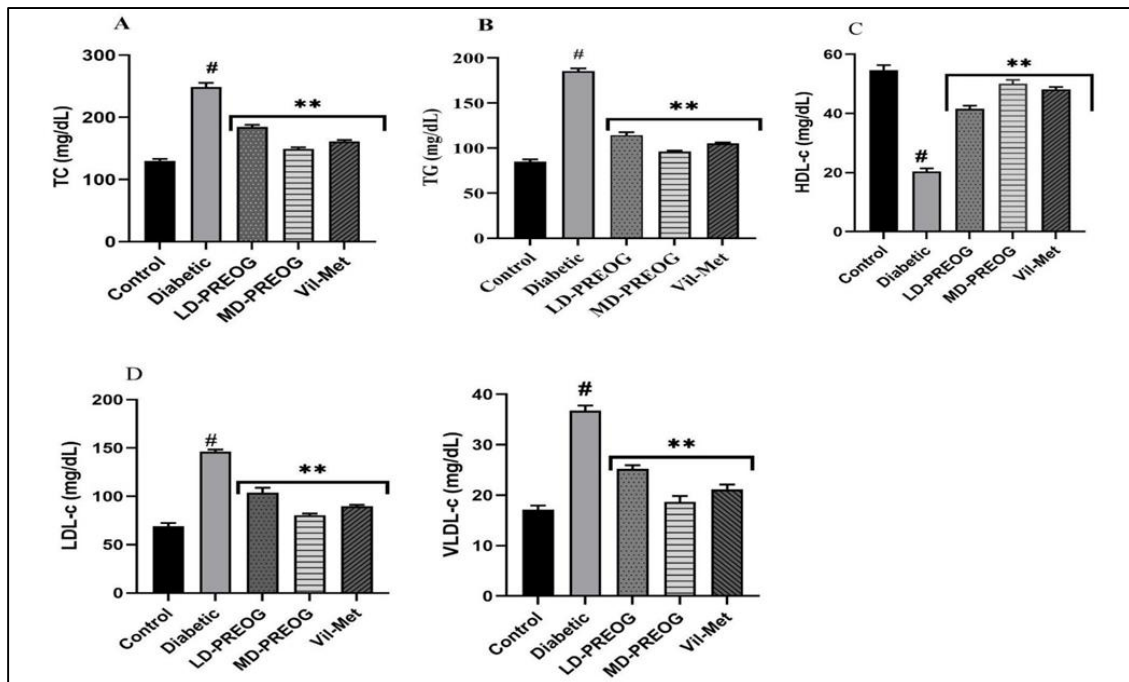 A
TC (mg/dL)
300
200
100
0
#
**
Control
Diabetic
LD-PREOG
MD-PREOG
Vil-Met
B
TG (mg/dL)
200
150
100
50
0
#
**
Control
Diabetic
LD-PREOG
MD-PREOG
Vil-Met
C
HDL-c (mg/dL)
60
40
20
0
#
**
Control
Diabetic
LD-PREOG
MD-PREOG
Vil-Met
D
LDL-c (mg/dL)
200
150
100
50
0
#
**
Control
Diabetic
LD-PREOG
MD-PREOG
Vil-Met
VLDL-c (mg/dL)
40
30
20
10
0
#
**
Control
Diabetic
LD-PREOG
MD-PREOG
Vil-Met